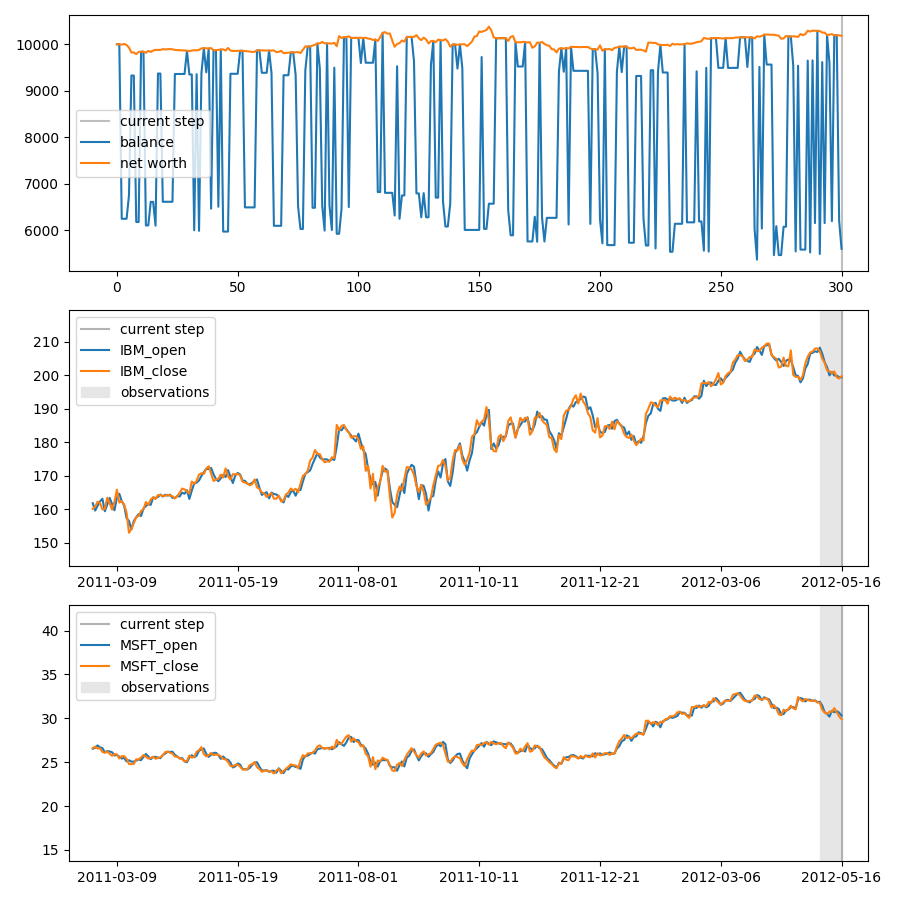 10000
9000
8000
7000
6000
current step
balance
net worth
0 50 100 150 200 250 300
210
200
190
180
170
160
150
current step
IBM_open
IBM_close
observations
2011-03-09 2011-05-19 2011-08-01 2011-10-11 2011-12-21 2012-03-06 2012-05-16
40
35
30
25
20
15
current step
MSFT_open
MSFT_close
observations
2011-03-09 2011-05-19 2011-08-01 2011-10-11 2011-12-21 2012-03-06 2012-05-16